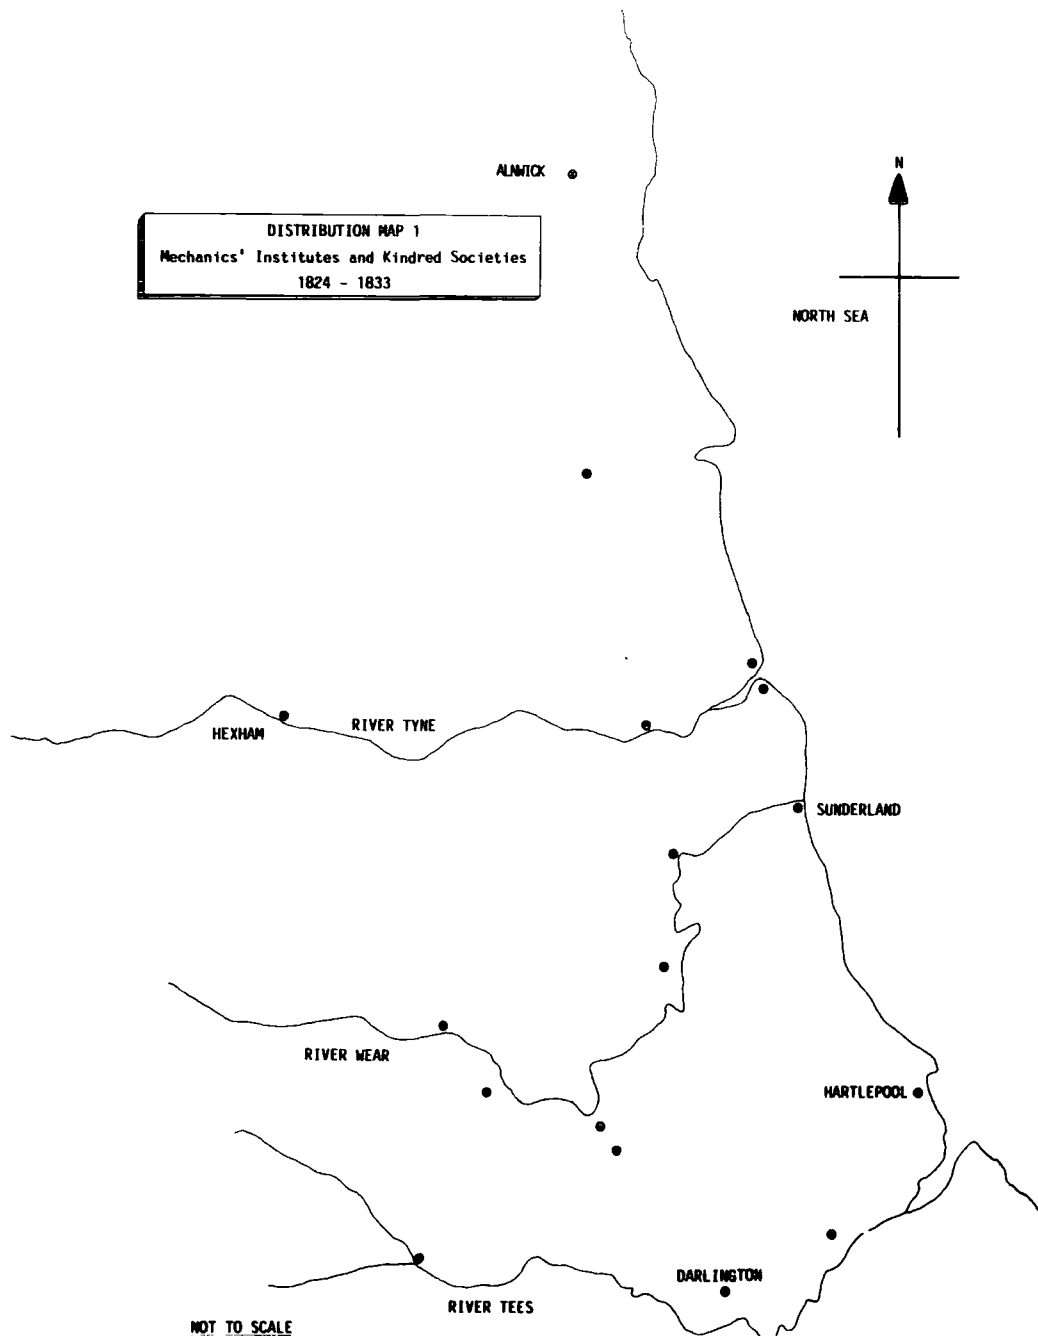 ALNWICK
N
DISTRIBUTION MAP 1
Mechanics' Institutes and Kindred Societies
1824 - 1833
NORTH SEA
HEXHAM
RIVER TYNE
SUNDERLAND
RIVER WEAR
HARTLEPOOL
DARLINGTON
RIVER TEES
NOT TO SCALE